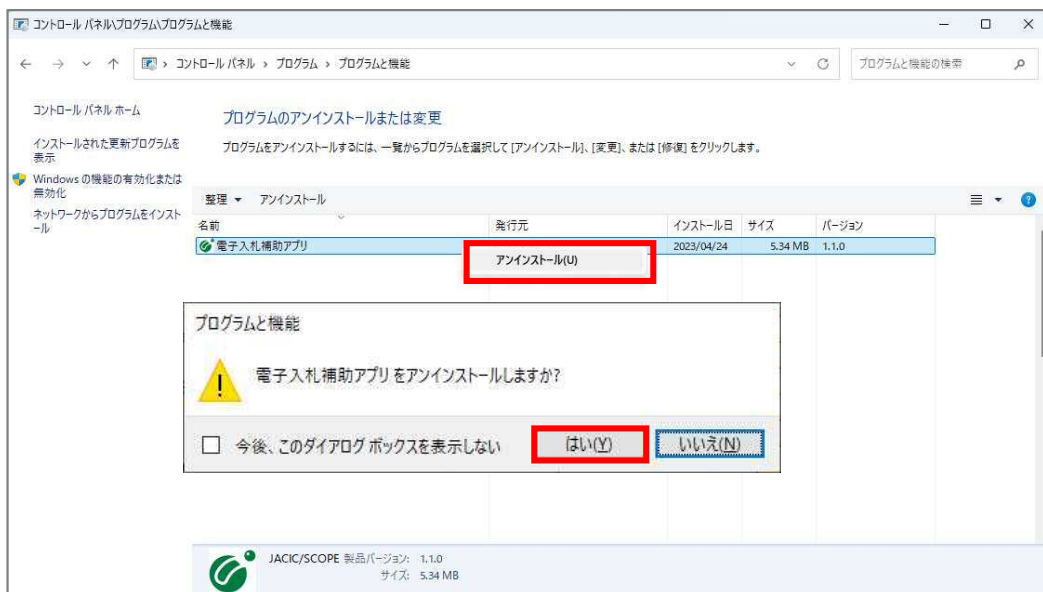 コントロール パネル\プログラム\プログラムと機能
コントロール パネル › プログラム › プログラムと機能
プログラムと機能の検索
コントロール パネル ホーム
インストールされた更新プログラムを
表示
Windows の機能の有効化または
無効化
ネットワークからプログラムをインスト
ール
プログラムのアンインストールまたは変更
プログラムをアンインストールするには、一覧からプログラムを選択して [アンインストール]、[変更]、または [修復] をクリックします。
整理 アンインストール
名前 発行元 インストール日 サイズ バージョン
電子入札補助アプリ 2023/04/24 5.34 MB 1.1.0
アンインストール(U)
プログラムと機能
電子入札補助アプリ をアンインストールしますか?
今後、このダイアログ ボックスを表示しない はい(Y) いいえ(N)
JACIC/SCOPE 製品バージョン: 1.1.0
サイズ: 5.34 MB